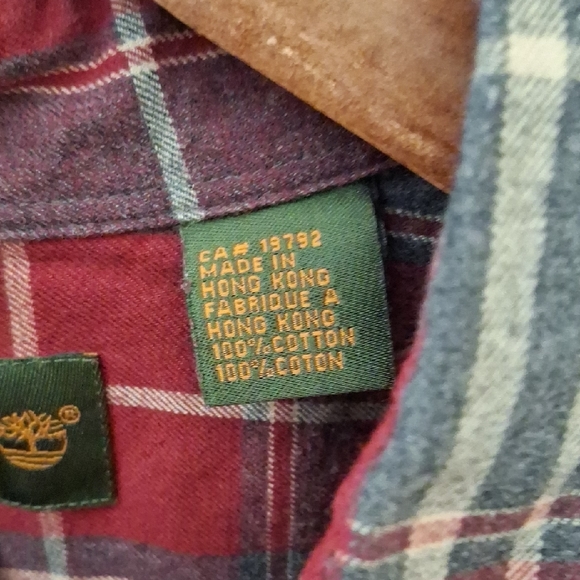 CA# 19792
MADE IN
HONG KONG
FABRIQUE A
HONG KONG
100% COTTON
100% COTON
®